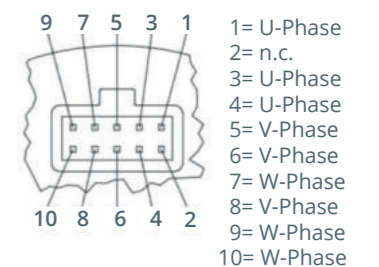 9 7 5 3 1
10 8 6 4 2
1= U-Phase
2= n.c.
3= U-Phase
4= U-Phase
5= V-Phase
6= V-Phase
7= W-Phase
8= V-Phase
9= W-Phase
10= W-Phase